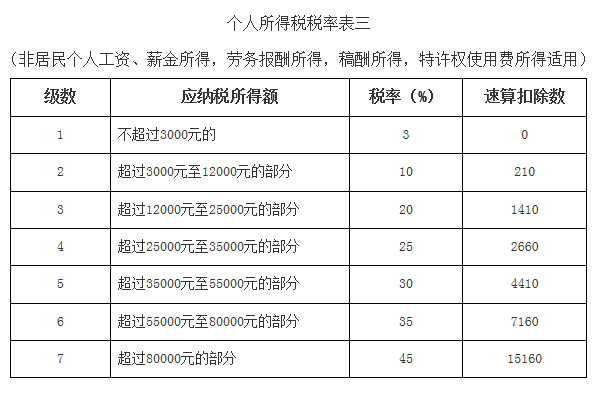 个人所得税税率表三
（非居民个人工资、薪金所得，劳务报酬所得，稿酬所得，特许权使用费所得适用）
级数 应纳税所得额 税率（%） 速算扣除数
1 不超过3000元的 3 0
2 超过3000元至12000元的部分 10 210
3 超过12000元至25000元的部分 20 1410
4 超过25000元至35000元的部分 25 2660
5 超过35000元至55000元的部分 30 4410
6 超过55000元至80000元的部分 35 7160
7 超过80000元的部分 45 15160